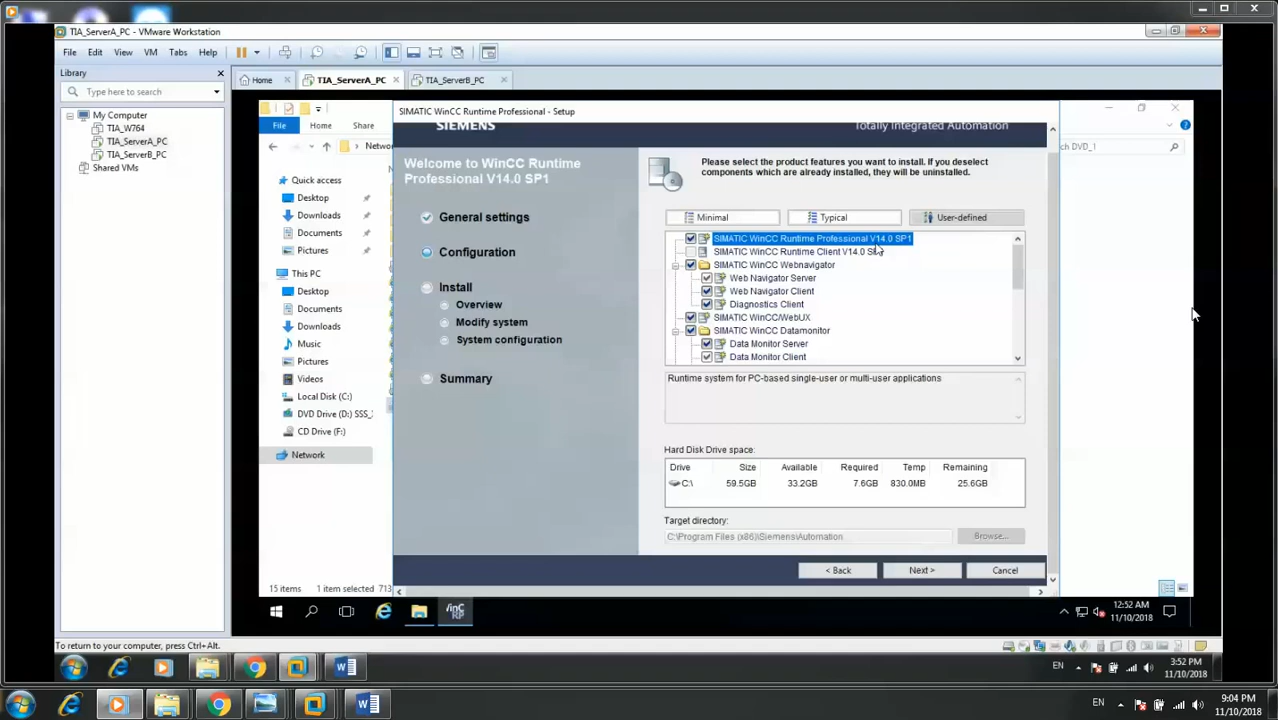 TIA_ServerA_PC - VMware Workstation
File Edit View VM Tabs Help
Library
Type here to search
My Computer
TIA_W764
TIA_ServerA_PC
TIA_ServerB_PC
Shared VMs
Home
TIA_ServerA_PC
TIA_ServerB_PC
File Home Share
Netwo
Quick access
Desktop
Downloads
Documents
Pictures
This PC
Desktop
Documents
Downloads
Music
Pictures
Videos
Local Disk (C:)
DVD Drive (D:) SSS_
CD Drive (F:)
Network
15 items 1 item selected 713
SIMATIC WinCC Runtime Professional - Setup
SIEMENS
Totally Integrated Automation
Welcome to WinCC Runtime
Professional V14.0 SP1
General settings
Configuration
Install
Overview
Modify system
System configuration
Summary
Please select the product features you want to install. If you deselect
components which are already installed, they will be uninstalled.
Minimal Typical User-defined
SIMATIC WinCC Runtime Professional V14.0 SP1
SIMATIC WinCC Runtime Client V14.0
SIMATIC WinCC Webnavigator
Web Navigator Server
Web Navigator Client
Diagnostics Client
SIMATIC WinCC/WebUX
SIMATIC WinCC Datamonitor
Data Monitor Server
Data Monitor Client
Runtime system for PC-based single-user or multi-user applications
Hard Disk Drive space:
Drive Size Available Required Temp Remaining
C:\ 59.5GB 33.2GB 7.6GB 830.0MB 25.6GB
Target directory:
C:\Program Files (x86)\Siemens\Automation
Browse...
< Back Next > Cancel
ch DVD_1
12:52 AM
11/10/2018
To return to your computer, press Ctrl+Alt.
EN
3:52 PM
11/10/2018
EN
9:04 PM
11/10/2018